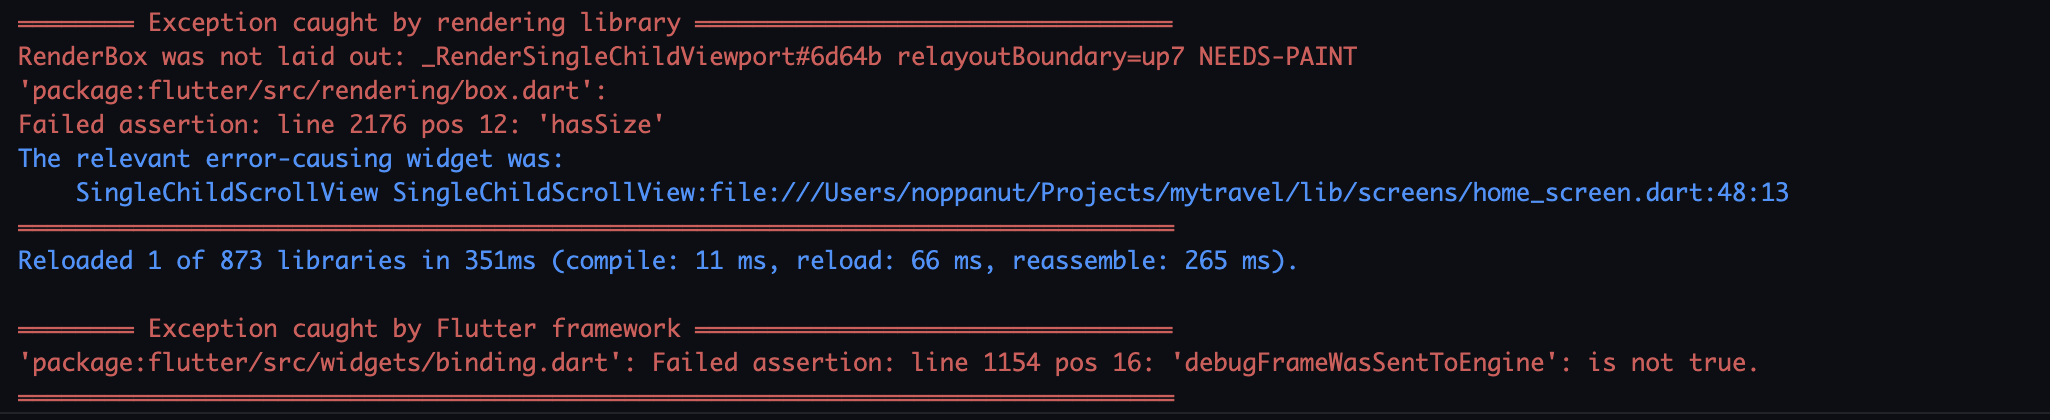 ════════ Exception caught by rendering library ═════════════════════════════════
RenderBox was not laid out: _RenderSingleChildViewport#6d64b relayoutBoundary=up7 NEEDS-PAINT
'package:flutter/src/rendering/box.dart':
Failed assertion: line 2176 pos 12: 'hasSize'
The relevant error-causing widget was:
    SingleChildScrollView SingleChildScrollView:file:///Users/noppanut/Projects/mytravel/lib/screens/home_screen.dart:48:13
════════════════════════════════════════════════════════════════════════════════
Reloaded 1 of 873 libraries in 351ms (compile: 11 ms, reload: 66 ms, reassemble: 265 ms).
════════ Exception caught by Flutter framework ═════════════════════════════════
'package:flutter/src/widgets/binding.dart': Failed assertion: line 1154 pos 16: 'debugFrameWasSentToEngine': is not true.
════════════════════════════════════════════════════════════════════════════════